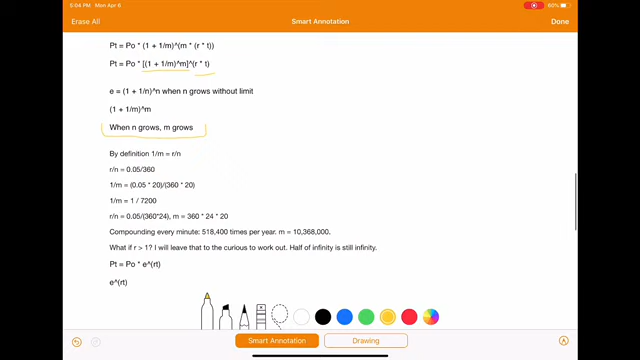 5:04 PM Mon Apr 6
60%
Erase All
Smart Annotation
Done
Pt = Po * (1 + 1/m)^(m * (r * t))
Pt = Po * [(1 + 1/m)^m]^(r * t)
e = (1 + 1/n)^n when n grows without limit
(1 + 1/m)^m
When n grows, m grows
By definition 1/m = r/n
r/n = 0.05/360
1/m = (0.05 * 20)/(360 * 20)
1/m = 1 / 7200
r/n = 0.05/(360*24), m = 360 * 24 * 20
Compounding every minute: 518,400 times per year. m = 10,368,000.
What if r > 1? I will leave that to the curious to work out. Half of infinity is still infinity.
Pt = Po * e^(rt)
e^(rt)
Smart Annotation
Drawing